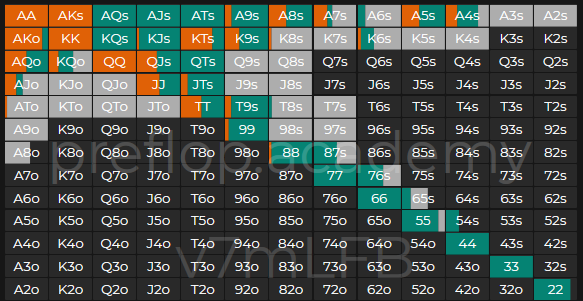 AA AKs AQs AJs ATs A9s A8s A7s A6s A5s A4s A3s A2s
AKo KK KQs KJs KTs K9s K8s K7s K6s K5s K4s K3s K2s
AQo KQo QQ QJs QTs Q9s Q8s Q7s Q6s Q5s Q4s Q3s Q2s
AJo KJo QJo JJ JTs J9s J8s J7s J6s J5s J4s J3s J2s
ATo KTo QTo JTo TT T9s T8s T7s T6s T5s T4s T3s T2s
A9o K9o Q9o J9o T9o 99 98s 97s 96s 95s 94s 93s 92s
A8o K8o Q8o J8o T8o 98o 88 87s 86s 85s 84s 83s 82s
preflop.academy
A7o K7o Q7o J7o T7o 97o 87o 77 76s 75s 74s 73s 72s
A6o K6o Q6o J6o T6o 96o 86o 76o 66 65s 64s 63s 62s
A5o K5o Q5o J5o T5o 95o 85o 75o 65o 55 54s 53s 52s
A4o K4o Q4o J4o T4o 94o 84o 74o 64o 54o 44 43s 42s
v7mLFB
A3o K3o Q3o J3o T3o 93o 83o 73o 63o 53o 43o 33 32s
A2o K2o Q2o J2o T2o 92o 82o 72o 62o 52o 42o 32o 22